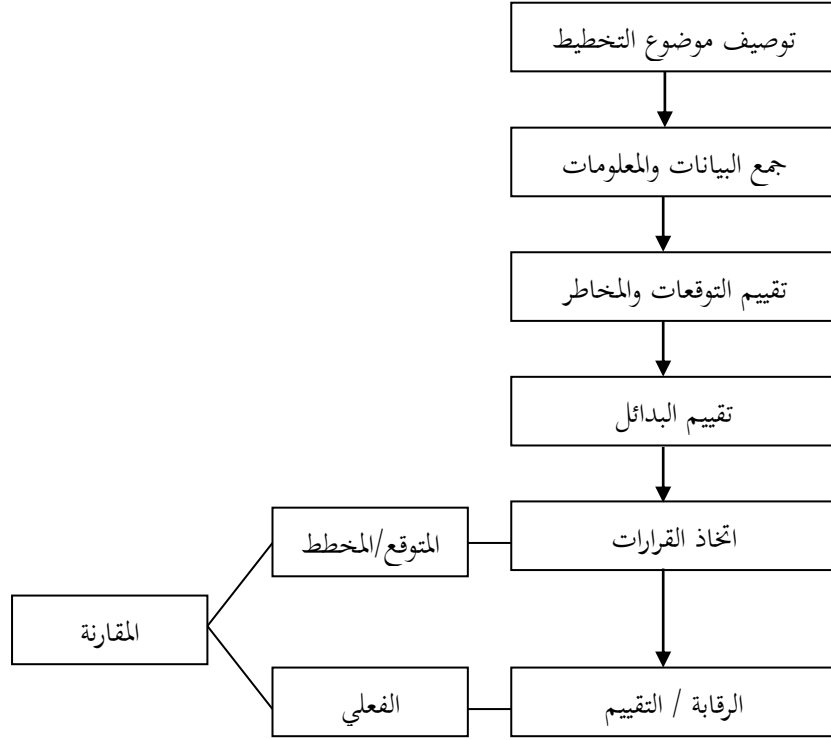 توصيف موضوع التخطيط
جمع البيانات والمعلومات
تقييم التوقعات والمخاطر
تقييم البدائل
اتخاذ القرارات
المتوقع/المخطط
المقارنة
الرقابة / التقييم
الفعلي